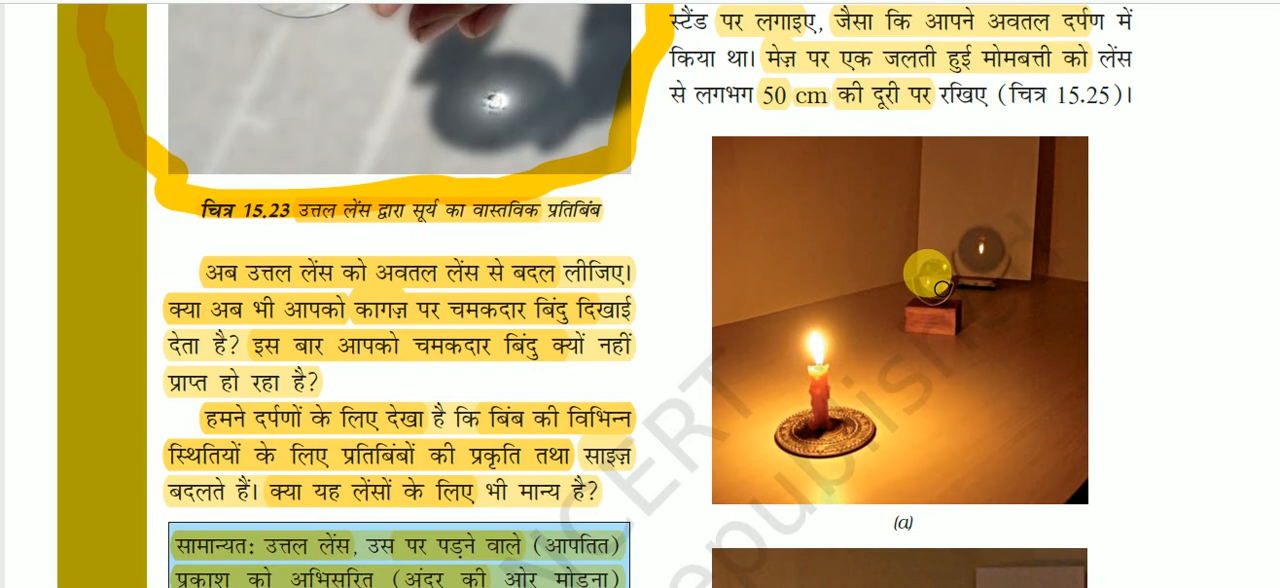 चित्र 15.23 उत्तल लेंस द्वारा सूर्य का वास्तविक प्रतिबिंब
अब उत्तल लेंस को अवतल लेंस से बदल लीजिए।
क्या अब भी आपको कागज़ पर चमकदार बिंदु दिखाई
देता है? इस बार आपको चमकदार बिंदु क्यों नहीं
प्राप्त हो रहा है?
हमने दर्पणों के लिए देखा है कि बिंब की विभिन्न
स्थितियों के लिए प्रतिबिंबों की प्रकृति तथा साइज़
बदलते हैं। क्या यह लेंसों के लिए भी मान्य है?
सामान्यत: उत्तल लेंस, उस पर पड़ने वाले (आपतित)
प्रकाश को अभिसरित (अंदर की ओर मोड़ना)
स्टैंड पर लगाइए, जैसा कि आपने अवतल दर्पण में
किया था। मेज़ पर एक जलती हुई मोमबत्ती को लेंस
से लगभग 50 cm की दूरी पर रखिए (चित्र 15.25)।
(a)
NCERT
republish